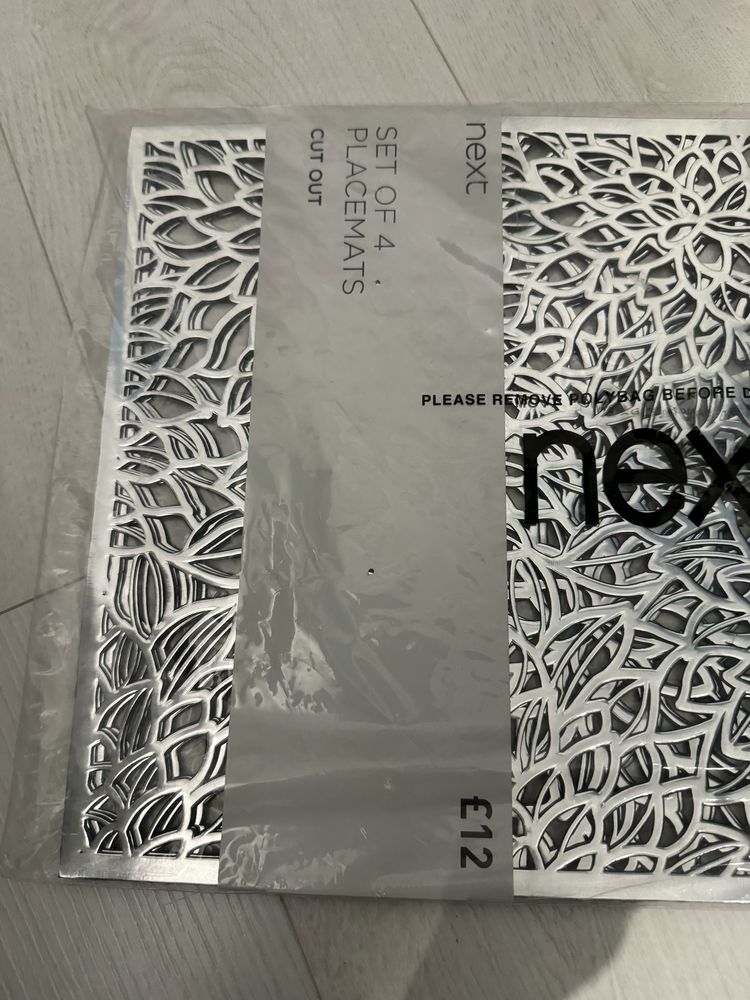 next
SET OF 4
PLACEMATS
CUT OUT
£12
PLEASE REMOVE POLYBAG BEFORE
nex